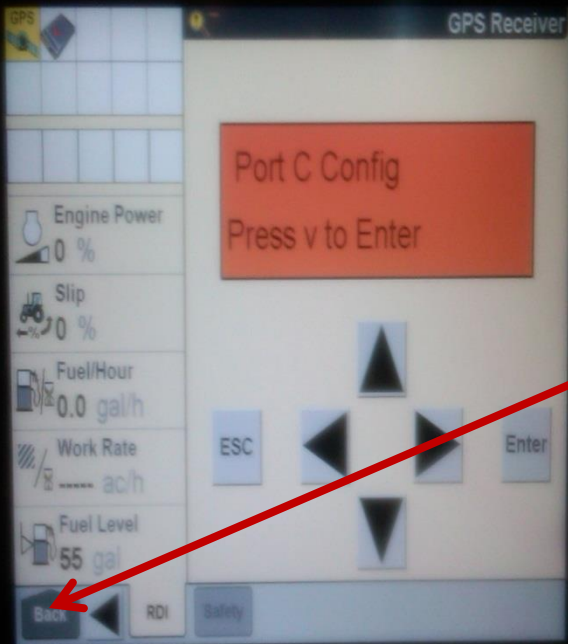 GPS
GPS Receiver
Port C Config
Press v to Enter
Engine Power
0 %
Slip
0 %
Fuel/Hour
0.0 gal/h
Work Rate
----- ac/h
Fuel Level
55 gal
ESC
Enter
Back
RDI
Safety